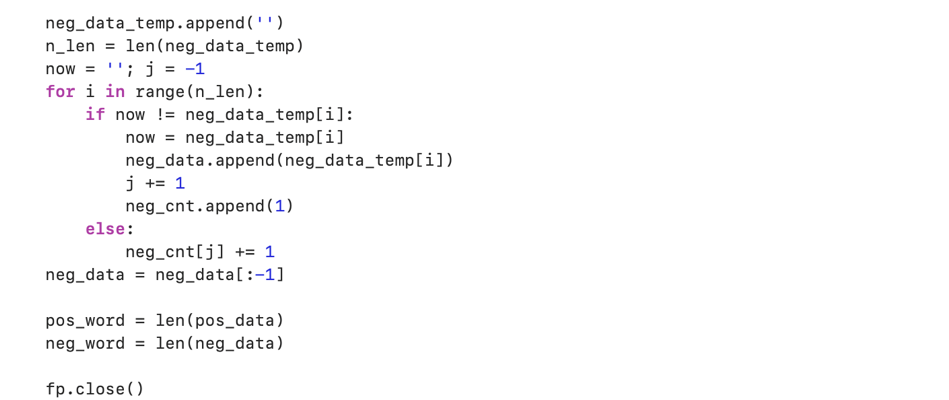 neg_data_temp.append('')
n_len = len(neg_data_temp)
now = ''; j = -1
for i in range(n_len):
    if now != neg_data_temp[i]:
        now = neg_data_temp[i]
        neg_data.append(neg_data_temp[i])
        j += 1
        neg_cnt.append(1)
    else:
        neg_cnt[j] += 1
neg_data = neg_data[:-1]

pos_word = len(pos_data)
neg_word = len(neg_data)

fp.close()